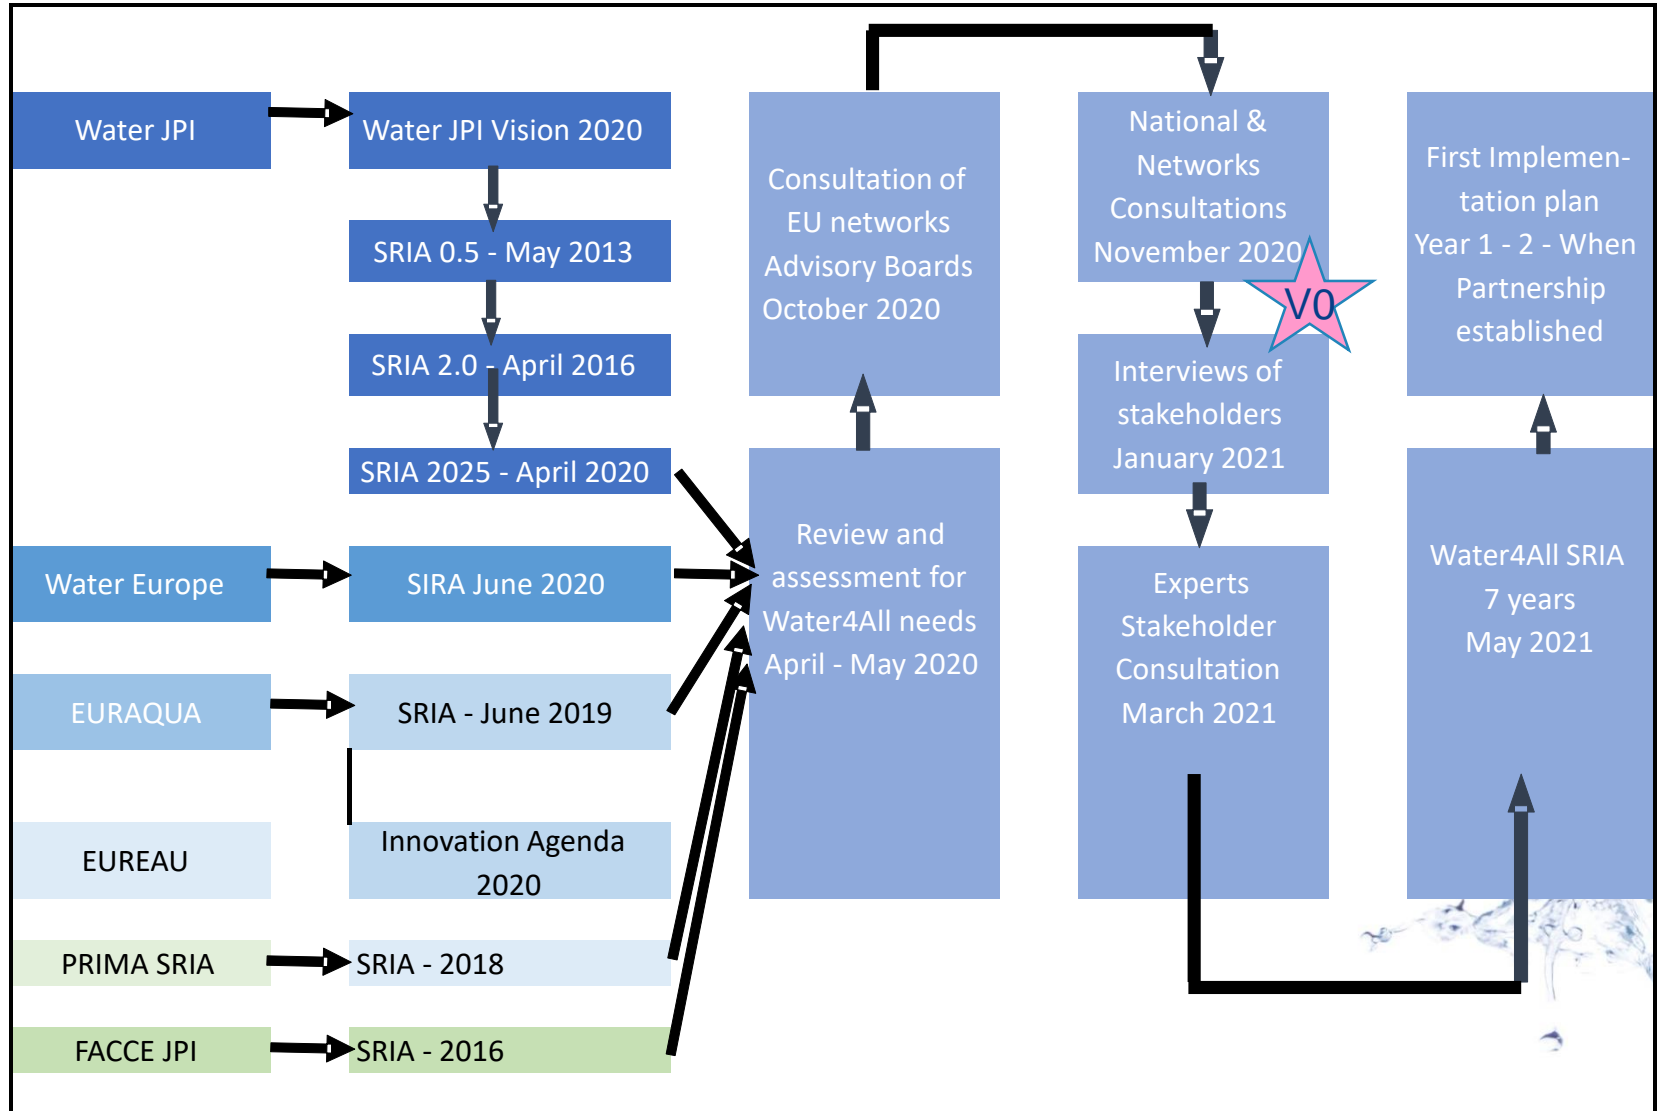 Water JPI
Water JPI Vision 2020
SRIA 0.5 - May 2013
SRIA 2.0 - April 2016
SRIA 2025 - April 2020
Water Europe
SIRA June 2020
EURAQUA
SRIA - June 2019
EUREAU
Innovation Agenda
2020
PRIMA SRIA
SRIA - 2018
FACCE JPI
SRIA - 2016
Consultation of
EU networks
Advisory Boards
October 2020
Review and
assessment for
Water4All needs
April - May 2020
National &
Networks
Consultations
November 2020
V0
Interviews of
stakeholders
January 2021
Experts
Stakeholder
Consultation
March 2021
First Implemen-
tation plan
Year 1 - 2 - When
Partnership
established
Water4All SRIA
7 years
May 2021